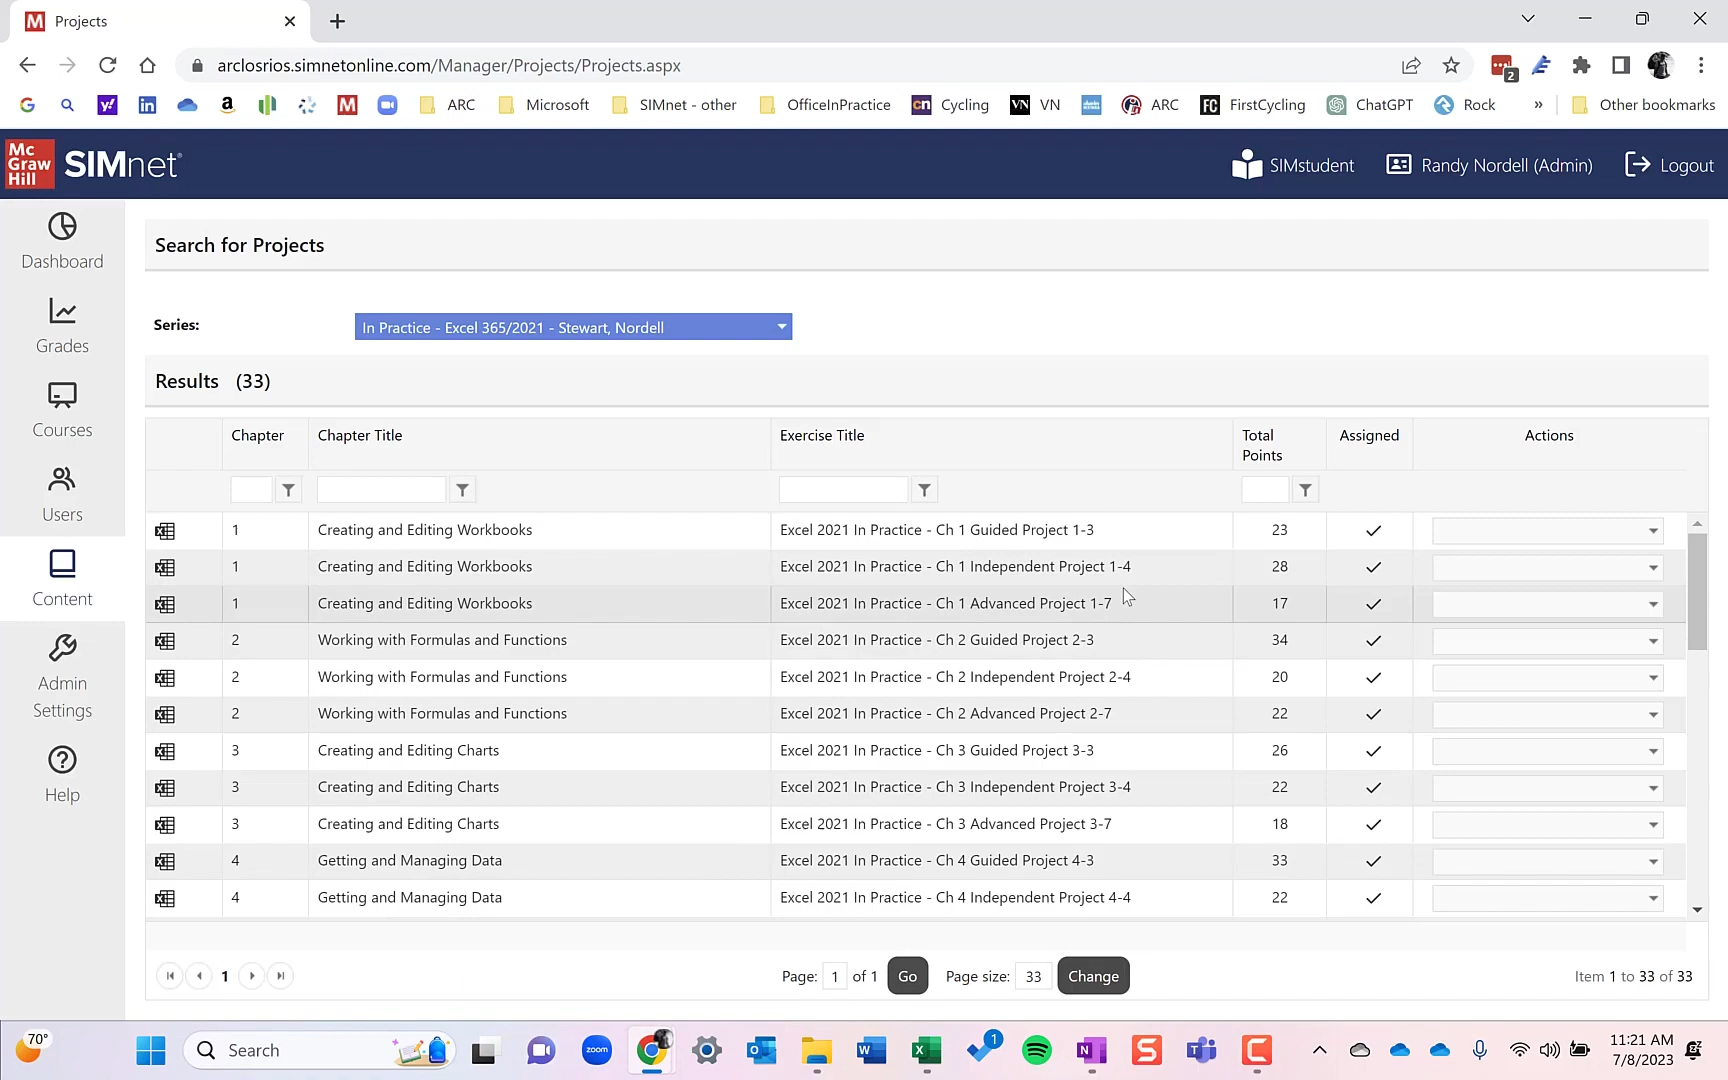 M Projects
arclosrios.simnetonline.com/Manager/Projects/Projects.aspx
2
G y! in a M ARC Microsoft SIMnet - other OfficeInPractice cn Cycling VN VN ARC FC FirstCycling ChatGPT Rock » Other bookmarks
Mc
Graw
Hill
SIMnet
SIMstudent Randy Nordell (Admin) Logout
Dashboard
Grades
Courses
Users
Content
Admin
Settings
Help
Search for Projects
Series: In Practice - Excel 365/2021 - Stewart, Nordell
Results (33)
Chapter Chapter Title Exercise Title Total Points Assigned Actions
1 Creating and Editing Workbooks Excel 2021 In Practice - Ch 1 Guided Project 1-3 23
1 Creating and Editing Workbooks Excel 2021 In Practice - Ch 1 Independent Project 1-4 28
1 Creating and Editing Workbooks Excel 2021 In Practice - Ch 1 Advanced Project 1-7 17
2 Working with Formulas and Functions Excel 2021 In Practice - Ch 2 Guided Project 2-3 34
2 Working with Formulas and Functions Excel 2021 In Practice - Ch 2 Independent Project 2-4 20
2 Working with Formulas and Functions Excel 2021 In Practice - Ch 2 Advanced Project 2-7 22
3 Creating and Editing Charts Excel 2021 In Practice - Ch 3 Guided Project 3-3 26
3 Creating and Editing Charts Excel 2021 In Practice - Ch 3 Independent Project 3-4 22
3 Creating and Editing Charts Excel 2021 In Practice - Ch 3 Advanced Project 3-7 18
4 Getting and Managing Data Excel 2021 In Practice - Ch 4 Guided Project 4-3 33
4 Getting and Managing Data Excel 2021 In Practice - Ch 4 Independent Project 4-4 22
1 Page: 1 of 1 Go Page size: 33 Change Item 1 to 33 of 33
70° Search zoom 1 11:21 AM
7/8/2023